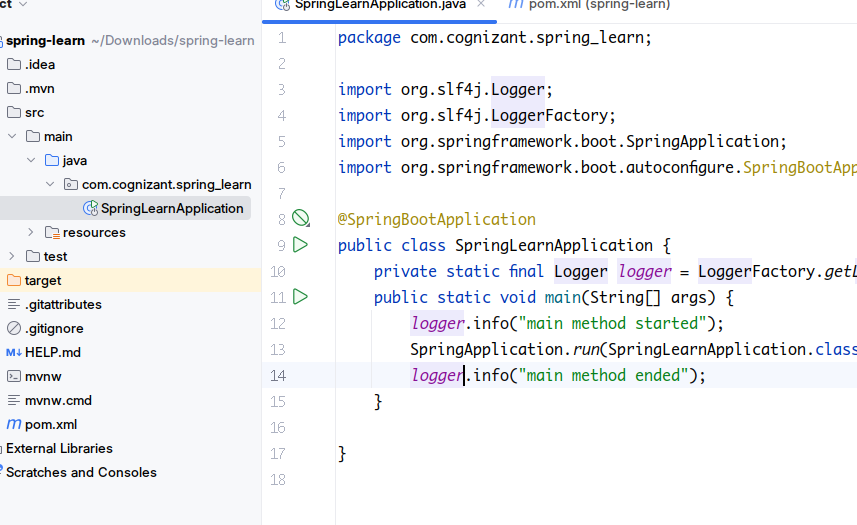 SpringLearnApplication.java
pom.xml (spring-learn)
spring-learn ~/Downloads/spring-learn
.idea
.mvn
src
main
java
com.cognizant.spring_learn
SpringLearnApplication
resources
test
target
.gitattributes
.gitignore
HELP.md
mvnw
mvnw.cmd
pom.xml
External Libraries
Scratches and Consoles
1 package com.cognizant.spring_learn;
2
3 import org.slf4j.Logger;
4 import org.slf4j.LoggerFactory;
5 import org.springframework.boot.SpringApplication;
6 import org.springframework.boot.autoconfigure.SpringBootApp
7
8 @SpringBootApplication
9 public class SpringLearnApplication {
10 private static final Logger logger = LoggerFactory.getL
11 public static void main(String[] args) {
12 logger.info("main method started");
13 SpringApplication.run(SpringLearnApplication.class
14 logger.info("main method ended");
15 }
16
17 }
18